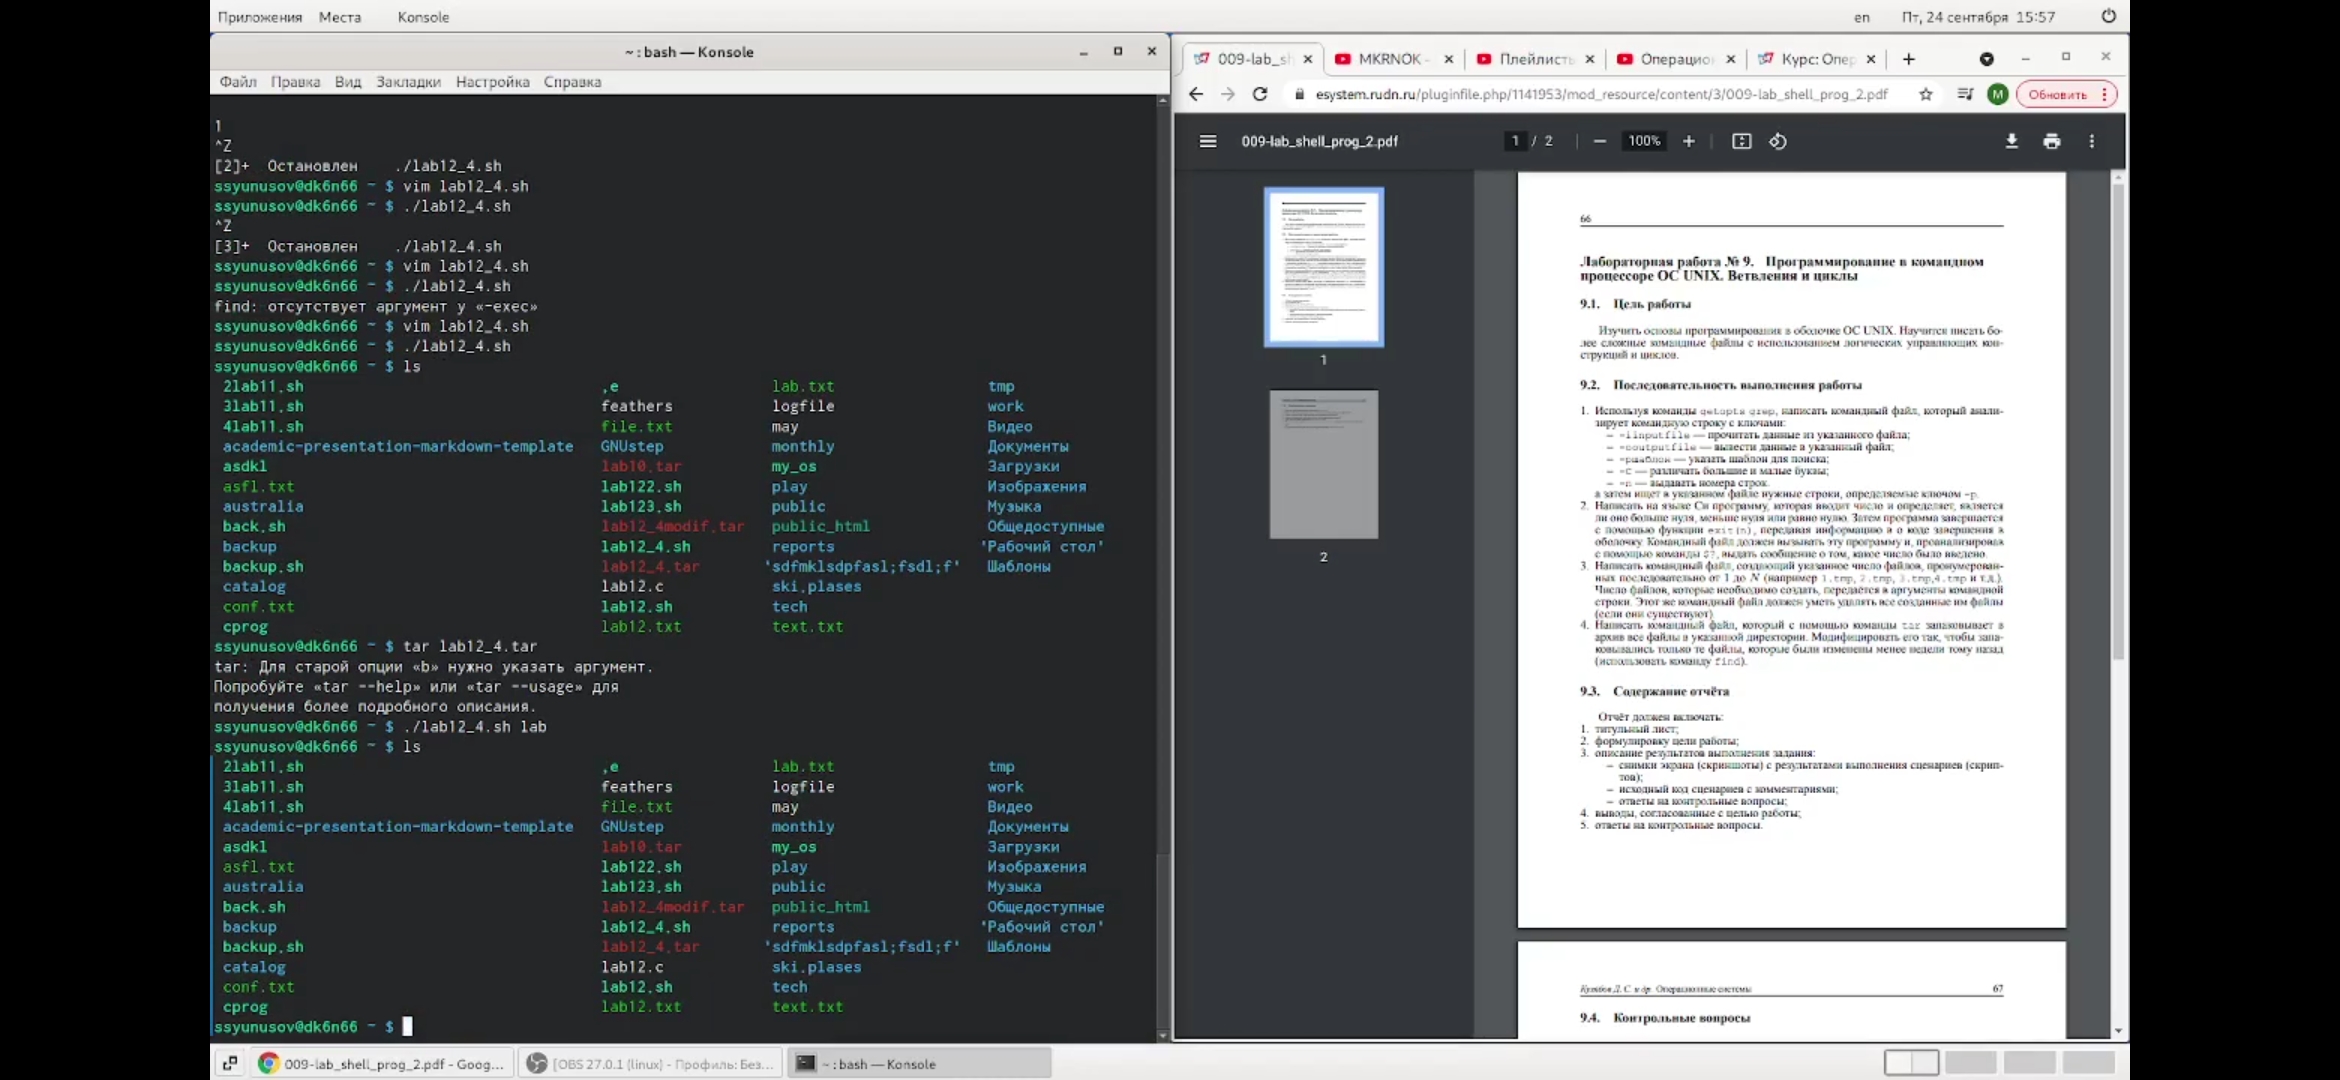 Приложения Места Konsole
en Пт, 24 сентября 15:57
~ : bash — Konsole
Файл Правка Вид Закладки Настройка Справка
1
^Z
[2]+ Остановлен ./lab12_4.sh
ssyunusov@dk6n66 ~ $ vim lab12_4.sh
ssyunusov@dk6n66 ~ $ ./lab12_4.sh
^Z
[3]+ Остановлен ./lab12_4.sh
ssyunusov@dk6n66 ~ $ vim lab12_4.sh
ssyunusov@dk6n66 ~ $ ./lab12_4.sh
find: отсутствует аргумент у «-exec»
ssyunusov@dk6n66 ~ $ vim lab12_4.sh
ssyunusov@dk6n66 ~ $ ./lab12_4.sh
ssyunusov@dk6n66 ~ $ ls
2lab11.sh ,e lab.txt tmp
3lab11.sh feathers logfile work
4lab11.sh file.txt may Видео
academic-presentation-markdown-template GNUstep monthly Документы
asdkl lab10.tar my_os Загрузки
asfl.txt lab122.sh play Изображения
australia lab123.sh public Музыка
back.sh lab12_4modif.tar public_html Общедоступные
backup lab12_4.sh reports 'Рабочий стол'
backup.sh lab12_4.tar 'sdfmklsdpfasl;fsdl;f' Шаблоны
catalog lab12.c ski.plases
conf.txt lab12.sh tech
cprog lab12.txt text.txt
ssyunusov@dk6n66 ~ $ tar lab12_4.tar
tar: Для старой опции «b» нужно указать аргумент.
Попробуйте «tar --help» или «tar --usage» для
получения более подробного описания.
ssyunusov@dk6n66 ~ $ ./lab12_4.sh lab
ssyunusov@dk6n66 ~ $ ls
2lab11.sh ,e lab.txt tmp
3lab11.sh feathers logfile work
4lab11.sh file.txt may Видео
academic-presentation-markdown-template GNUstep monthly Документы
asdkl lab10.tar my_os Загрузки
asfl.txt lab122.sh play Изображения
australia lab123.sh public Музыка
back.sh lab12_4modif.tar public_html Общедоступные
backup lab12_4.sh reports 'Рабочий стол'
backup.sh lab12_4.tar 'sdfmklsdpfasl;fsdl;f' Шаблоны
catalog lab12.c ski.plases
conf.txt lab12.sh tech
cprog lab12.txt text.txt
ssyunusov@dk6n66 ~ $
009-lab_sh MKRNOK - Плейлисть Операцион Курс: Опер
esystem.rudn.ru/pluginfile.php/1141953/mod_resource/content/3/009-lab_shell_prog_2.pdf M Обновить
009-lab_shell_prog_2.pdf 1 / 2 100%
1
2
66
Лабораторная работа № 9. Программирование в командном
процессоре ОС UNIX. Ветвления и циклы
9.1. Цель работы
Изучить основы программирования в оболочке ОС UNIX. Научится писать бо-
лее сложные командные файлы с использованием логических управляющих кон-
струкций и циклов.
9.2. Последовательность выполнения работы
1. Используя команды getopts grep, написать командный файл, который анали-
зирует командную строку с ключами:
– -iinputfile — прочитать данные из указанного файла;
– -ooutputfile — вывести данные в указанный файл;
– -pшаблон — указать шаблон для поиска;
– -C — различать большие и малые буквы;
– -n — выдавать номера строк.
а затем ищет в указанном файле нужные строки, определяемые ключом -p.
2. Написать на языке Си программу, которая вводит число и определяет, является
ли оно больше нуля, меньше нуля или равно нулю. Затем программа завершается
с помощью функции exit(n), передавая информацию в о коде завершения в
оболочку. Командный файл должен вызывать эту программу и, проанализировав
с помощью команды $?, выдать сообщение о том, какое число было введено.
3. Написать командный файл, создающий указанное число файлов, пронумерован-
ных последовательно от 1 до N (например 1.tmp, 2.tmp, 3.tmp,4.tmp и т.д.).
Число файлов, которые необходимо создать, передаётся в аргументы командной
строки. Этот же командный файл должен уметь удалять все созданные им файлы
(если они существуют).
4. Написать командный файл, который с помощью команды tar запаковывает в
архив все файлы в указанной директории. Модифицировать его так, чтобы запа-
ковывались только те файлы, которые были изменены менее недели тому назад
(использовать команду find).
9.3. Содержание отчёта
Отчёт должен включать:
1. титульный лист;
2. формулировку цели работы;
3. описание результатов выполнения задания:
– снимки экрана (скриншоты) с результатами выполнения сценариев (скрип-
тов);
– исходный код сценариев с комментариями;
– ответы на контрольные вопросы;
4. выводы, согласованные с целью работы;
5. ответы на контрольные вопросы.
Кулябов Д. С. и др. Операционные системы 67
9.4. Контрольные вопросы
009-lab_shell_prog_2.pdf - Goog... [OBS 27.0.1 (linux) - Профиль: Без... ~ : bash — Konsole